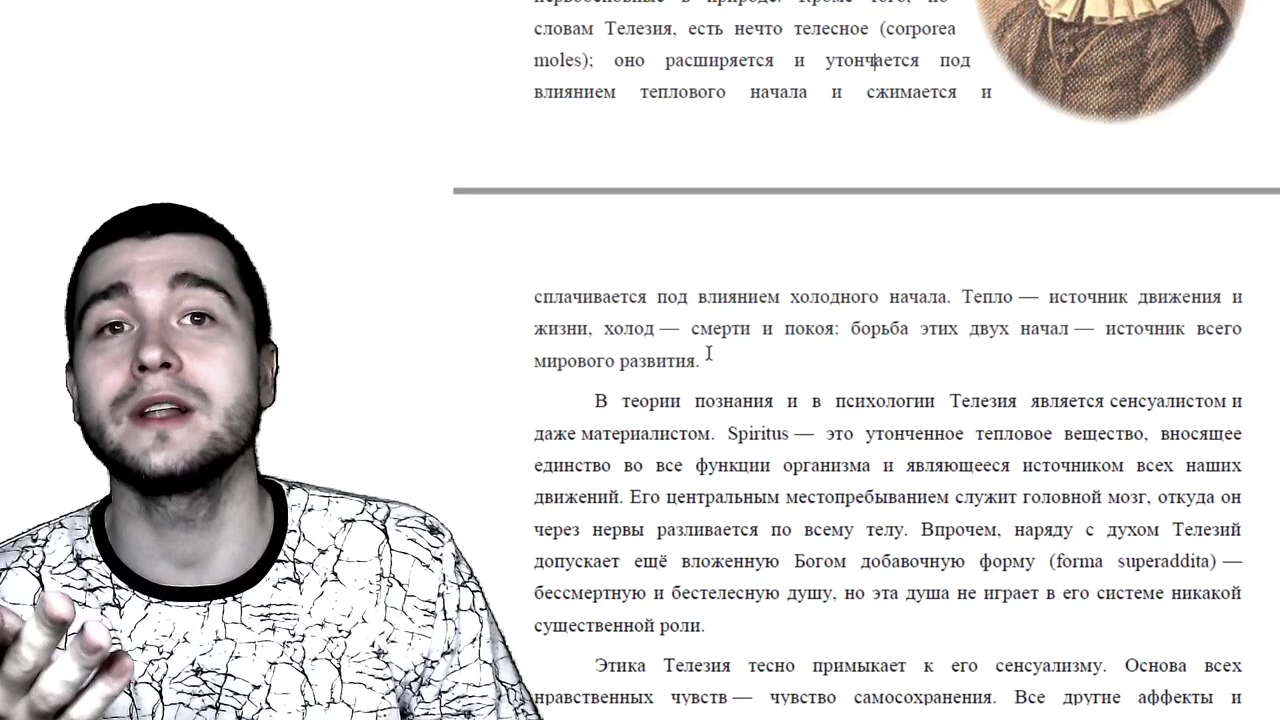 первоосновные в природе. Кроме того, по
словам Телезия, есть нечто телесное (corporea
moles); оно расширяется и утончается под
влиянием теплового начала и сжимается и
сплачивается под влиянием холодного начала. Тепло — источник движения и
жизни, холод — смерти и покоя: борьба этих двух начал — источник всего
мирового развития.
В теории познания и в психологии Телезия является сенсуалистом и
даже материалистом. Spiritus — это утонченное тепловое вещество, вносящее
единство во все функции организма и являющееся источником всех наших
движений. Его центральным местопребыванием служит головной мозг, откуда он
через нервы разливается по всему телу. Впрочем, наряду с духом Телезий
допускает ещё вложенную Богом добавочную форму (forma superaddita) —
бессмертную и бестелесную душу, но эта душа не играет в его системе никакой
существенной роли.
Этика Телезия тесно примыкает к его сенсуализму. Основа всех
нравственных чувств — чувство самосохранения. Все другие аффекты и